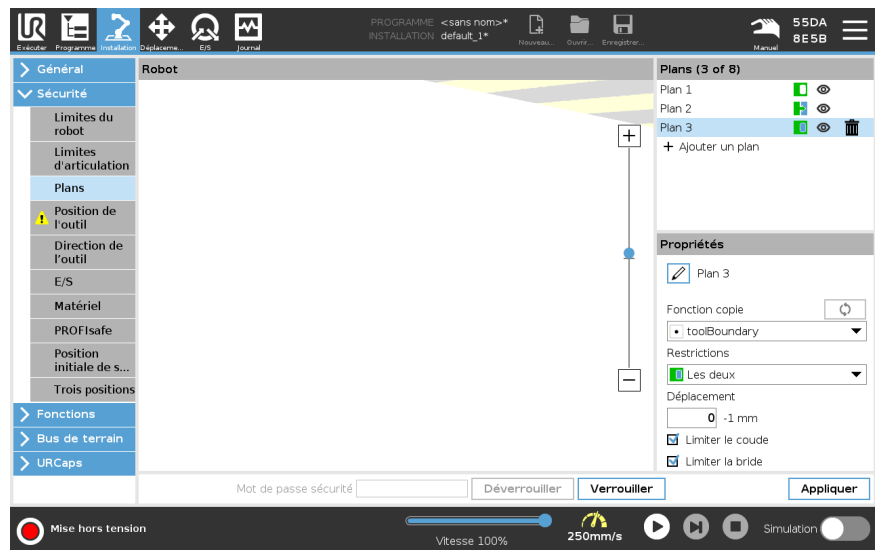 PROGRAMME <sans nom>*
INSTALLATION default_1*
Exécuter
Programme
Installation
Déplaceme...
E/S
Journal
Nouveau...
Ouvrir...
Enregistrer...
Manuel
55DA
8E5B
Général
Sécurité
Limites du
robot
Limites
d'articulation
Plans
Position de
l'outil
Direction de
l'outil
E/S
Matériel
PROFIsafe
Position
initiale de s...
Trois positions
Fonctions
Bus de terrain
URCaps
Robot
Plans (3 of 8)
Plan 1
Plan 2
Plan 3
Ajouter un plan
Propriétés
Plan 3
Fonction copie
toolBoundary
Restrictions
Les deux
Déplacement
0 -1 mm
Limiter le coude
Limiter la bride
Mot de passe sécurité
Déverrouiller
Verrouiller
Appliquer
Mise hors tension
Vitesse 100%
250mm/s
Simulation